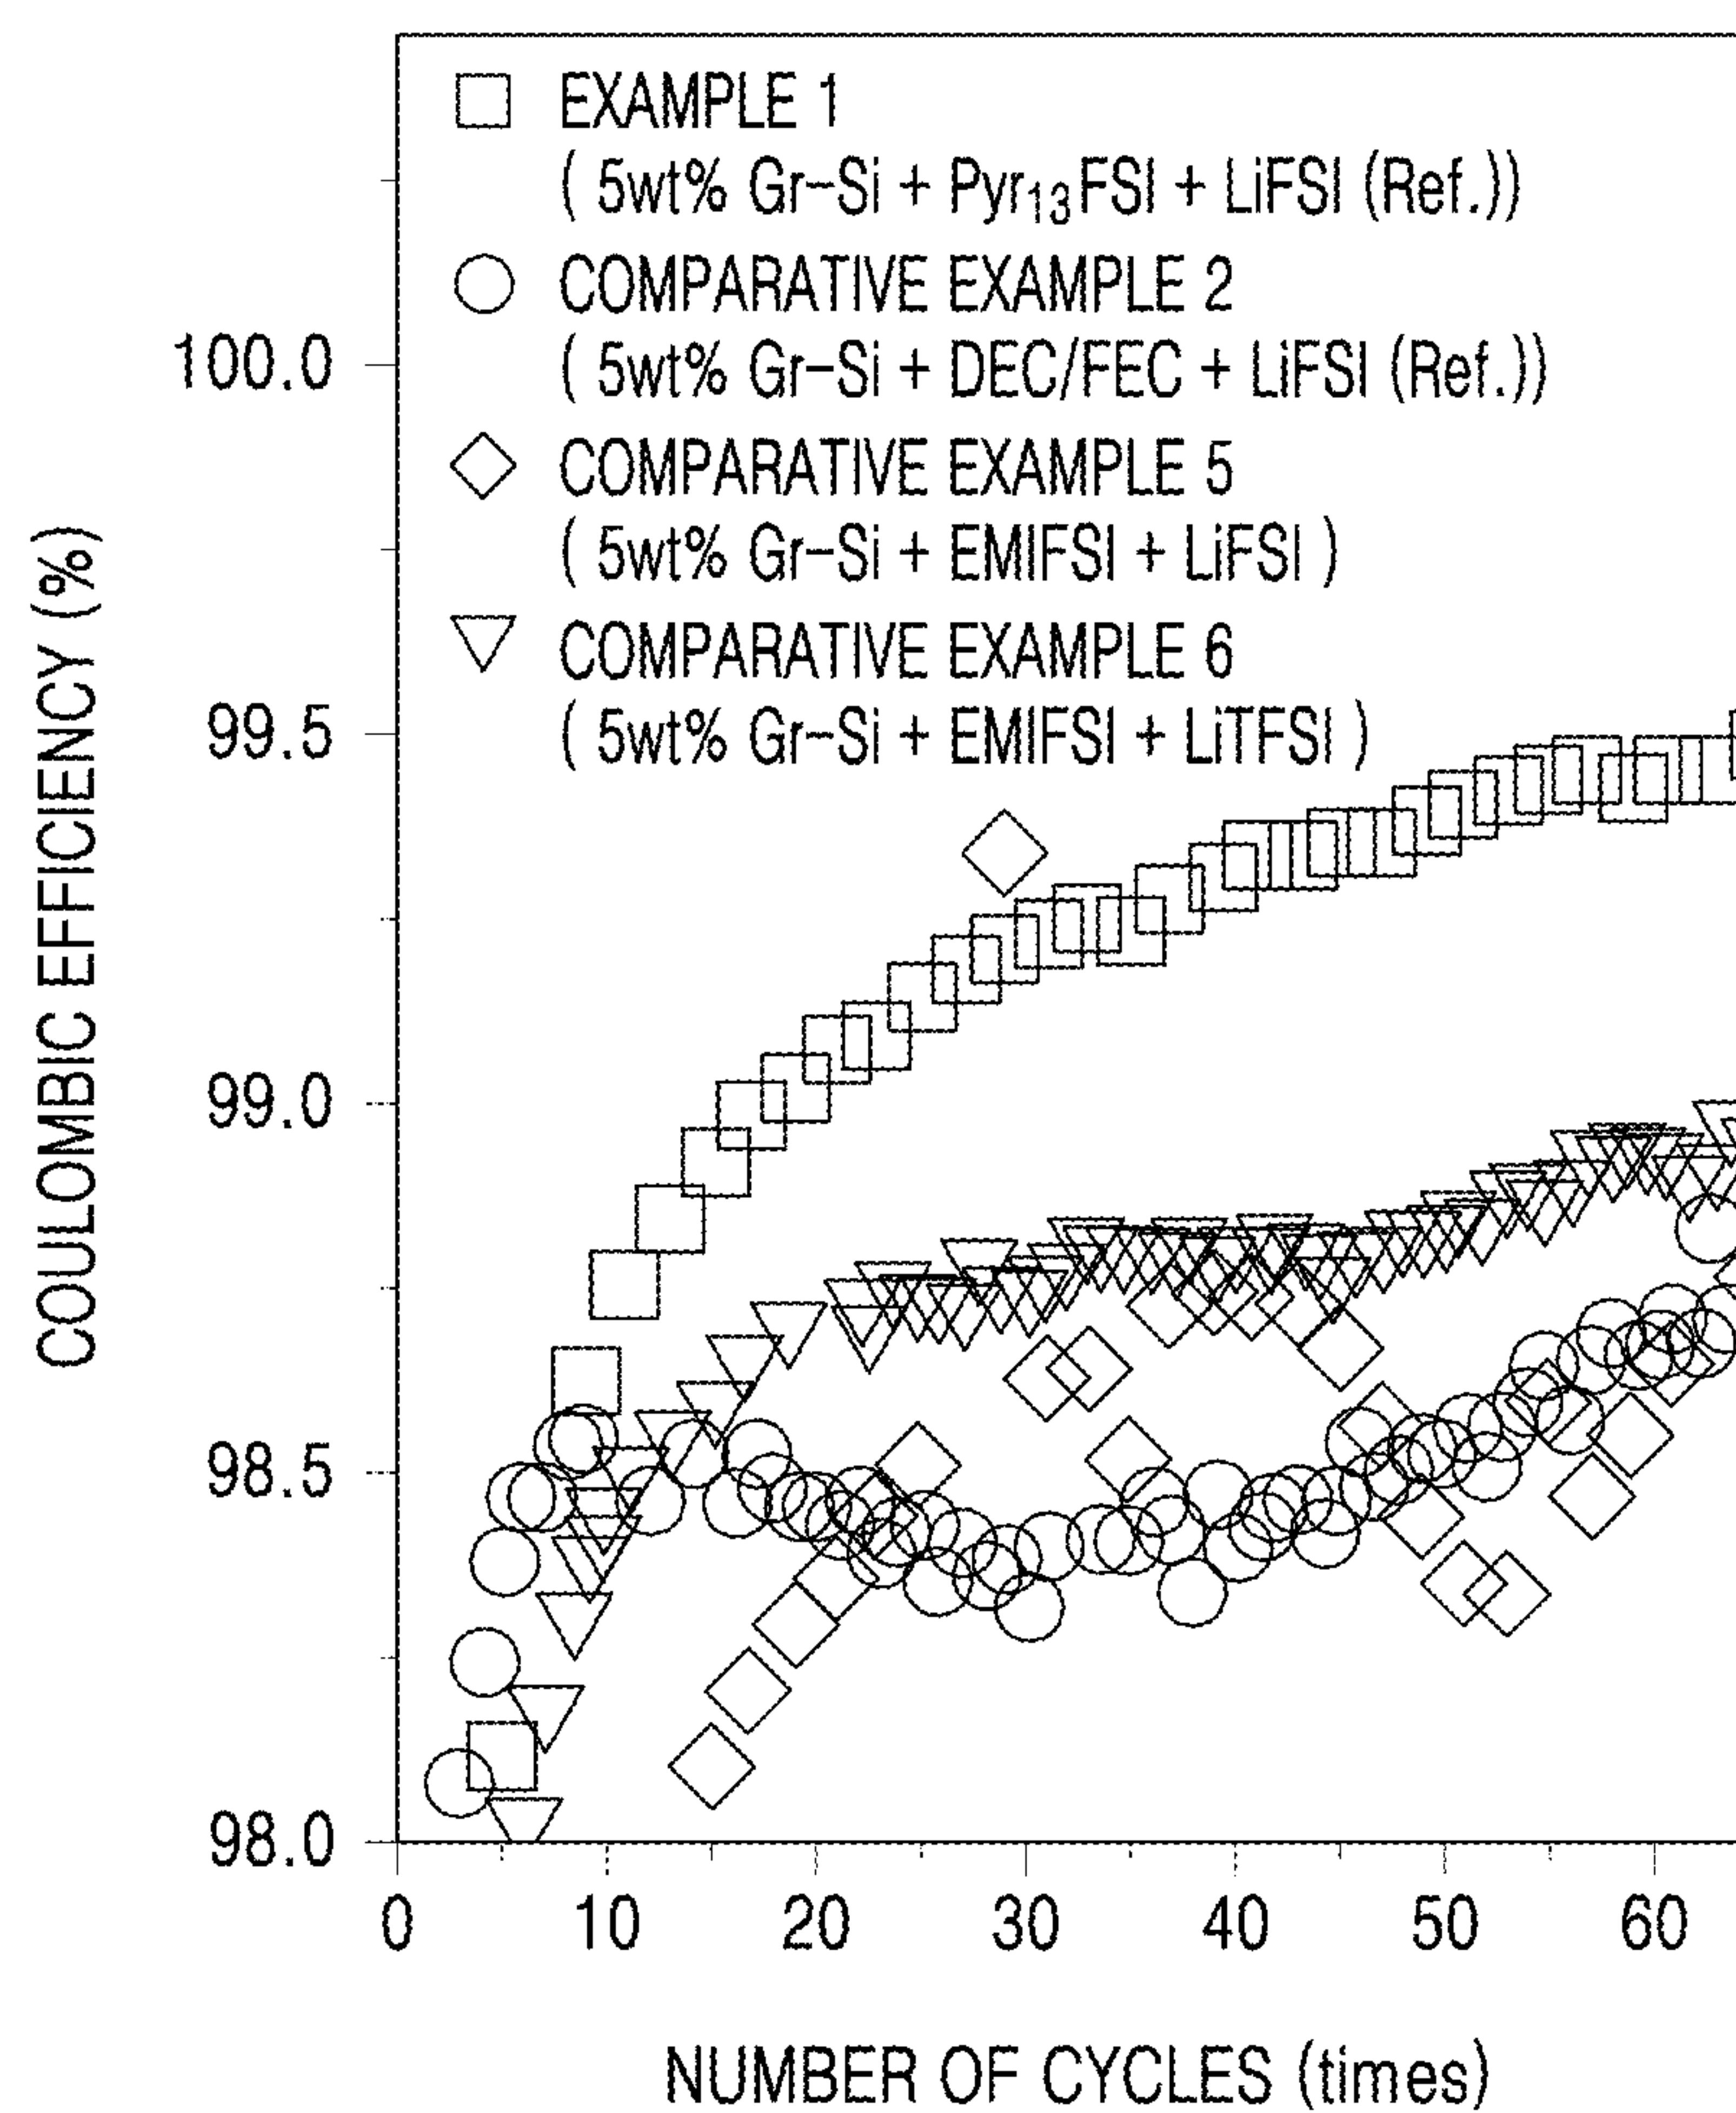 EXAMPLE 1
( 5wt% Gr-Si + Pyr₁₃FSI + LiFSI (Ref.))
COMPARATIVE EXAMPLE 2
( 5wt% Gr-Si + DEC/FEC + LiFSI (Ref.))
COMPARATIVE EXAMPLE 5
( 5wt% Gr-Si + EMIFSI + LiFSI )
COMPARATIVE EXAMPLE 6
( 5wt% Gr-Si + EMIFSI + LiTFSI )
COULOMBIC EFFICIENCY (%)
100.0
99.5
99.0
98.5
98.0
0 10 20 30 40 50 60
NUMBER OF CYCLES (times)